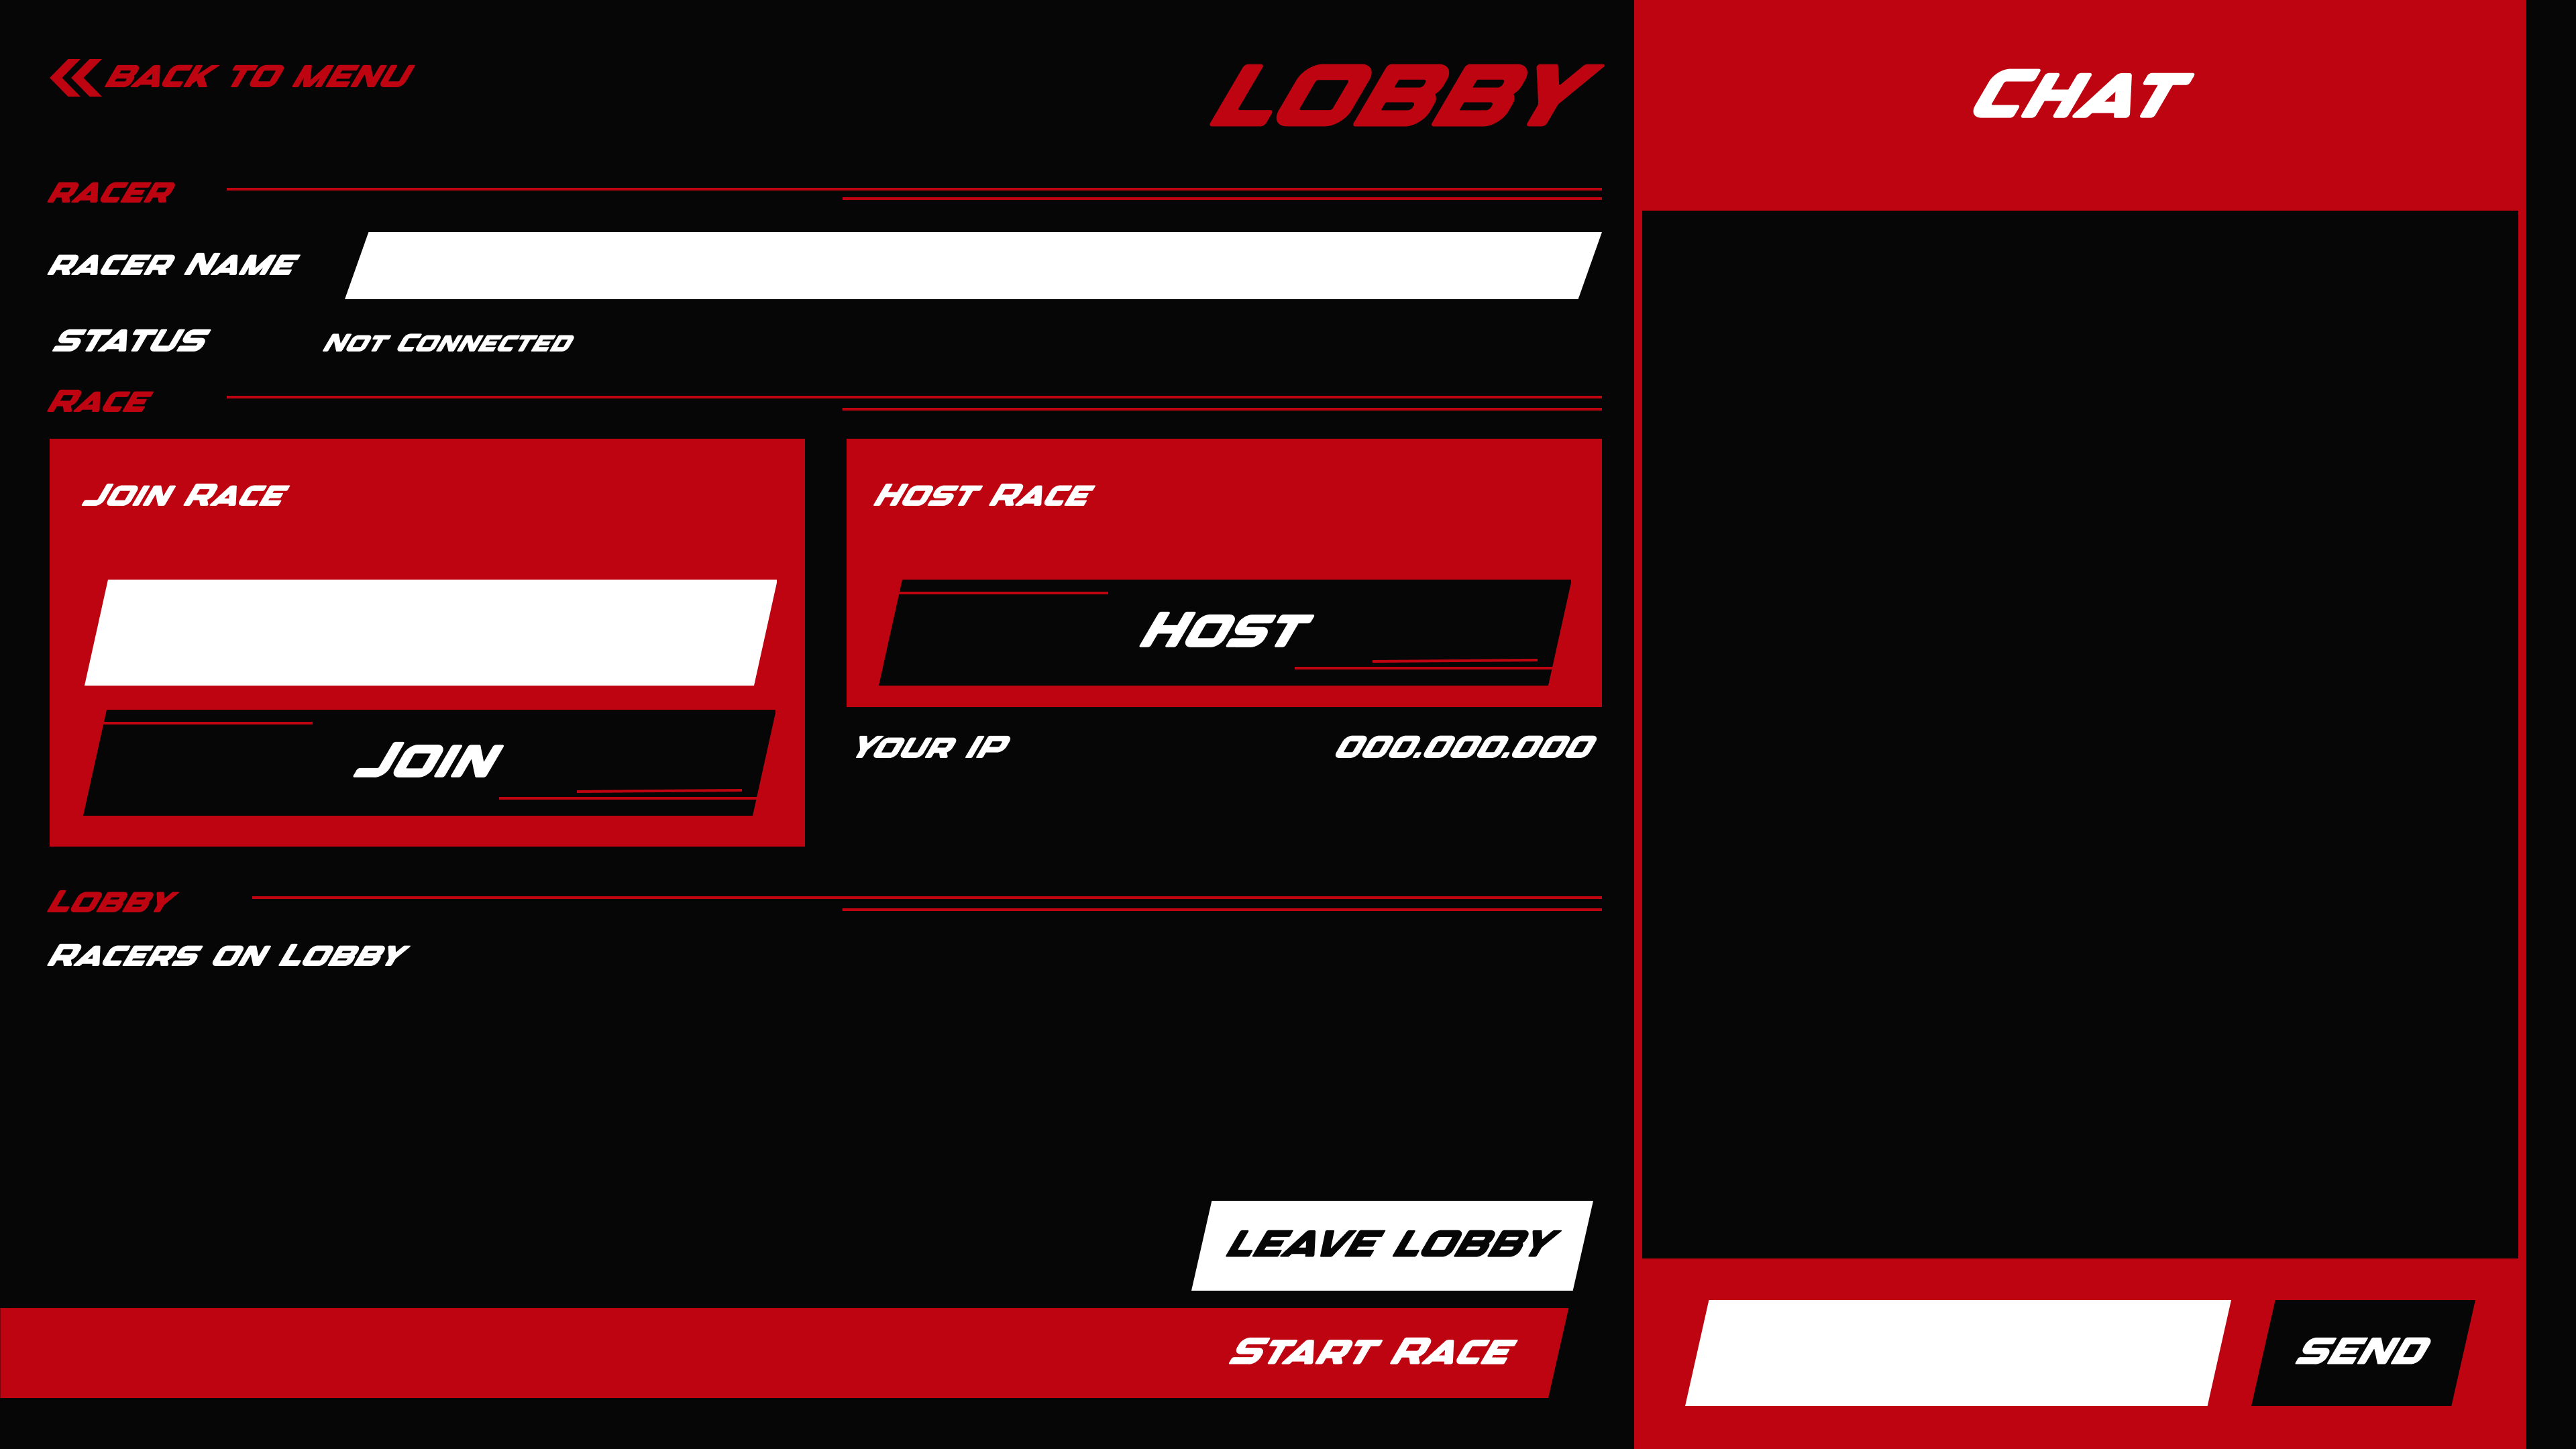 BACK TO MENU
LOBBY
RACER
RACER NAME
STATUS
NOT CONNECTED
RACE
JOIN RACE
JOIN
HOST RACE
HOST
YOUR IP
000.000.000
LOBBY
RACERS ON LOBBY
LEAVE LOBBY
START RACE
CHAT
SEND